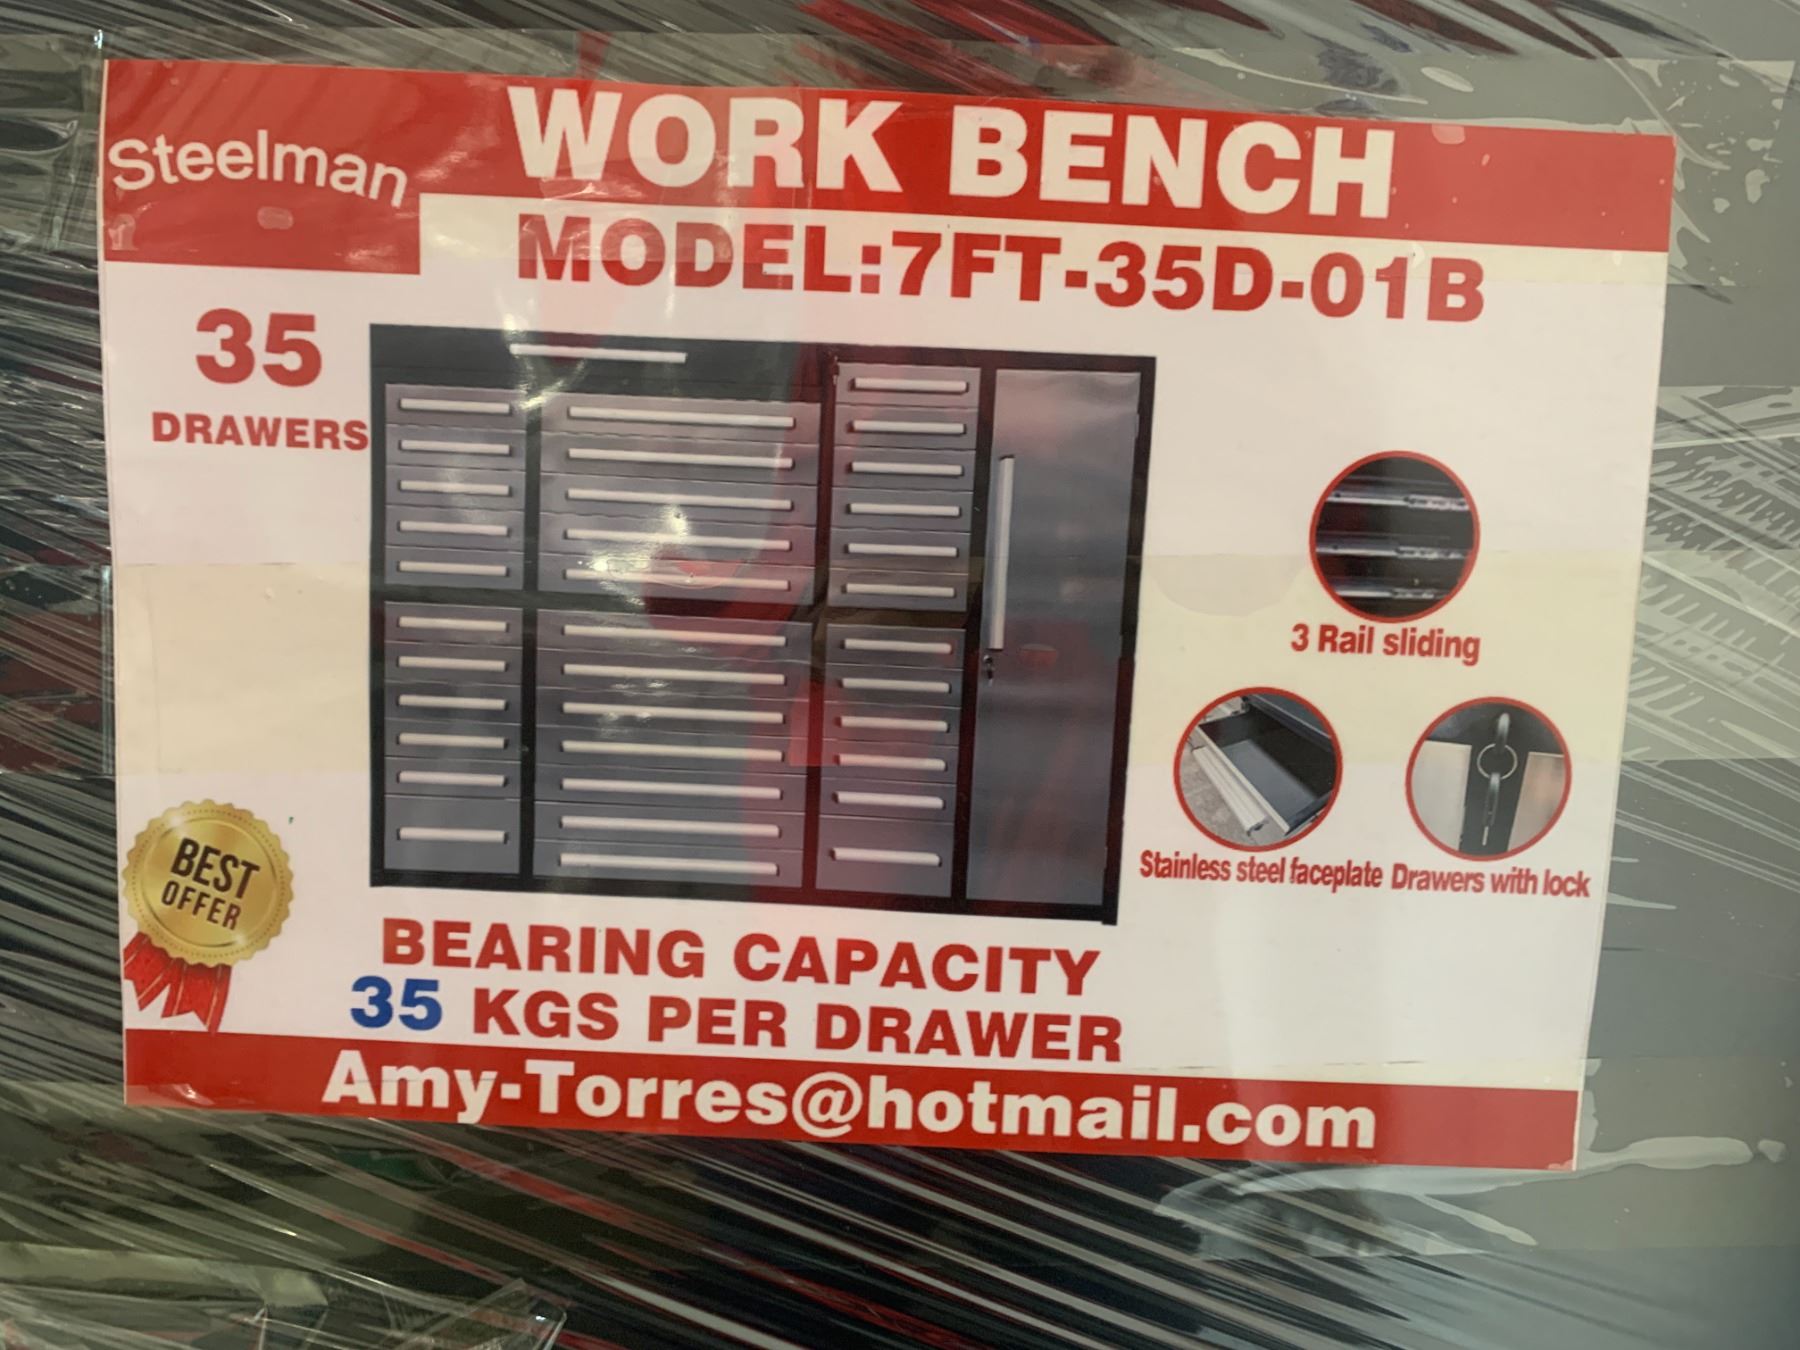 Steelman
WORK BENCH
MODEL:7FT-35D-01B
35
DRAWERS
3 Rail sliding
Stainless steel faceplate
Drawers with lock
BEST
OFFER
BEARING CAPACITY
35 KGS PER DRAWER
Amy-Torres@hotmail.com